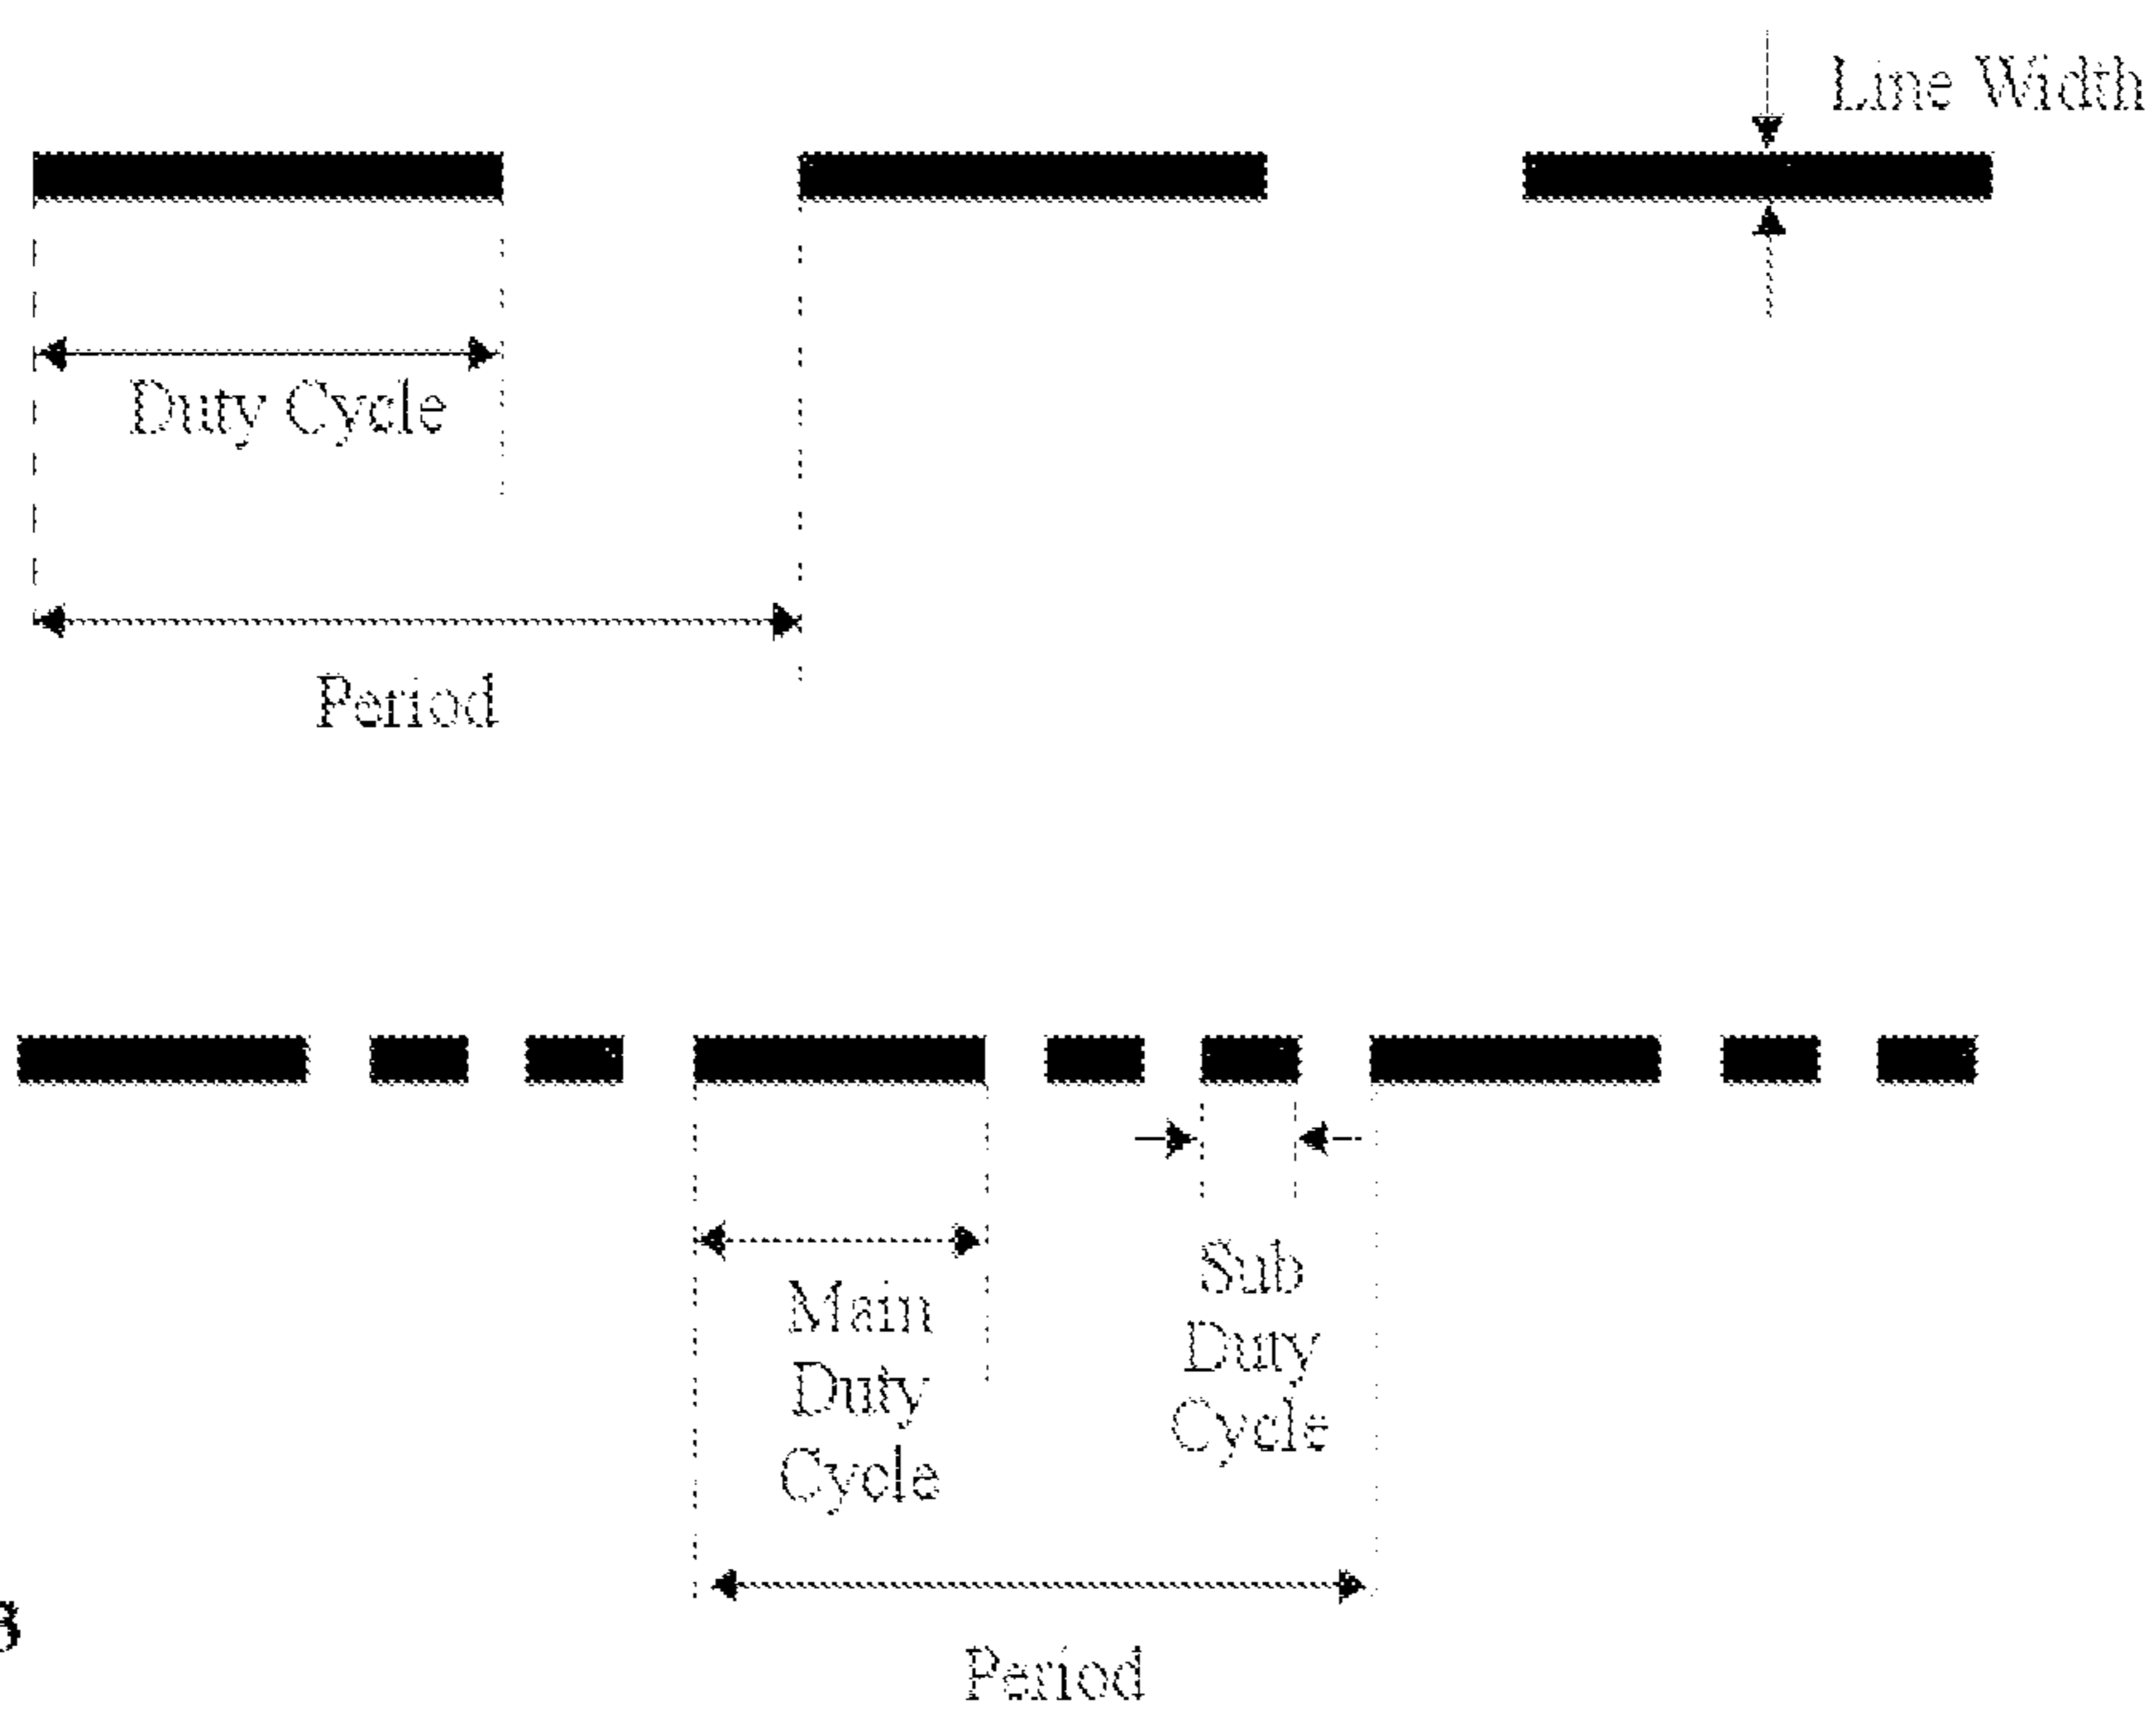 Line Width
Duty Cycle
Period
Main
Duty
Cycle
Sub
Duty
Cycle
Period